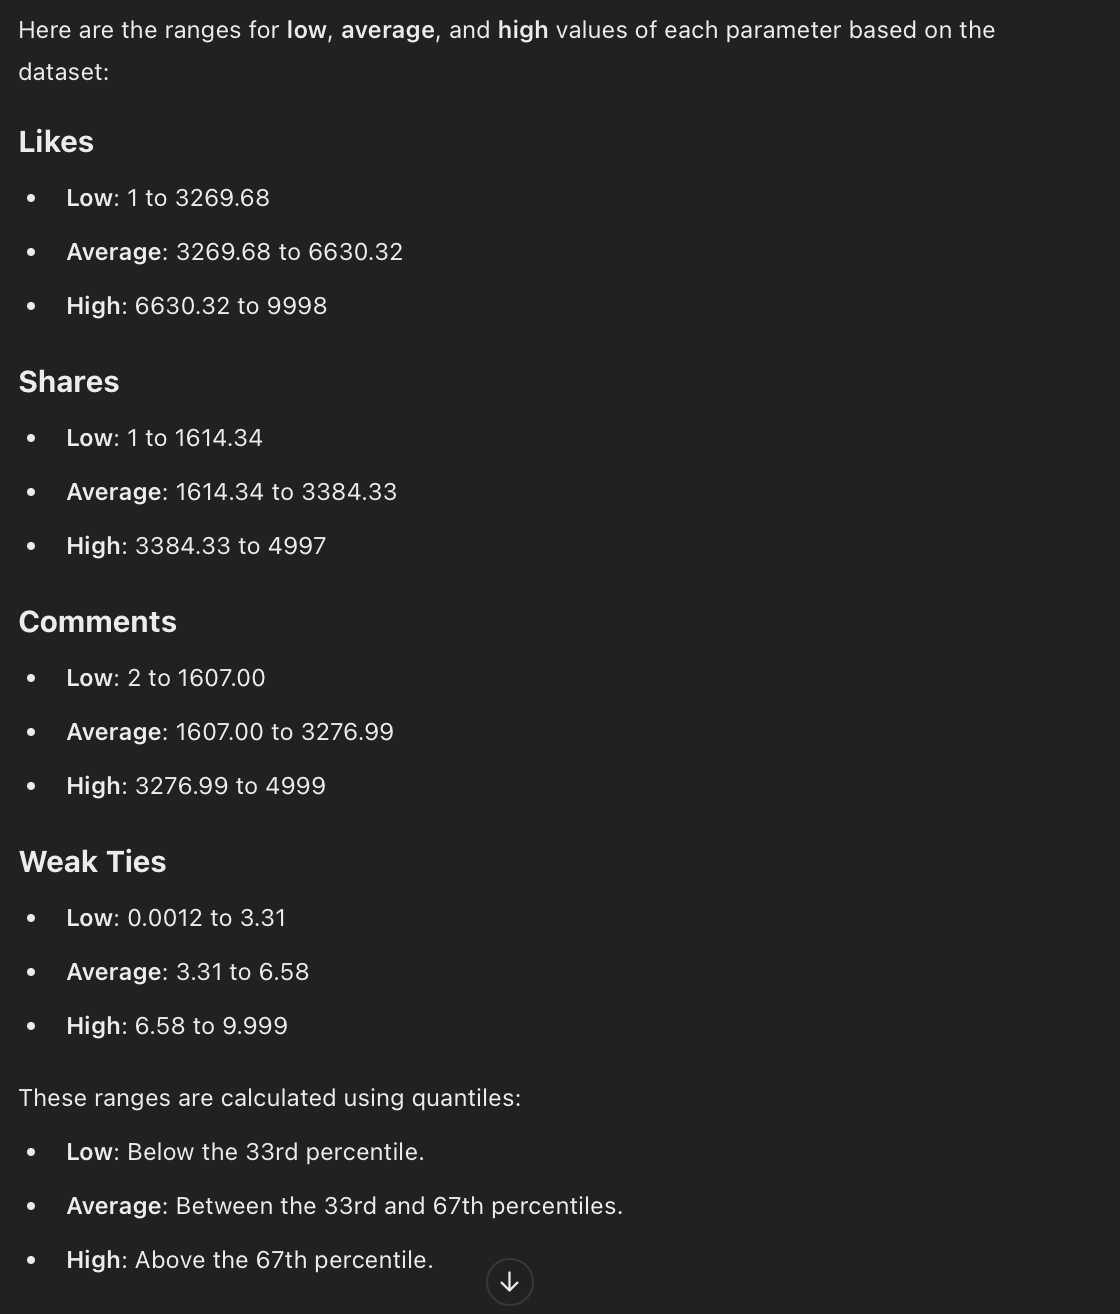 Here are the ranges for low, average, and high values of each parameter based on the
dataset:
Likes
• Low: 1 to 3269.68
• Average: 3269.68 to 6630.32
• High: 6630.32 to 9998
Shares
• Low: 1 to 1614.34
• Average: 1614.34 to 3384.33
• High: 3384.33 to 4997
Comments
• Low: 2 to 1607.00
• Average: 1607.00 to 3276.99
• High: 3276.99 to 4999
Weak Ties
• Low: 0.0012 to 3.31
• Average: 3.31 to 6.58
• High: 6.58 to 9.999
These ranges are calculated using quantiles:
• Low: Below the 33rd percentile.
• Average: Between the 33rd and 67th percentiles.
• High: Above the 67th percentile.